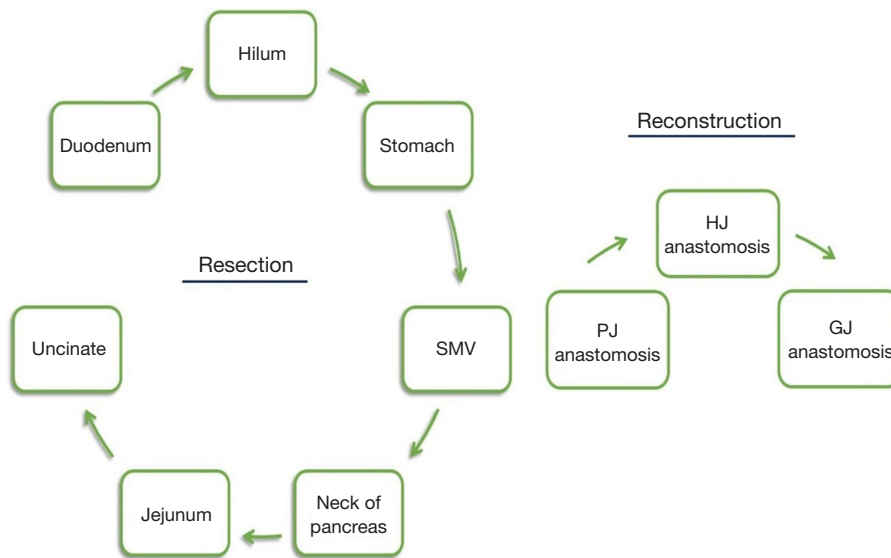 Hilum
Duodenum
Stomach
Resection
Uncinate
SMV
Jejunum
Neck of
pancreas
Reconstruction
HJ
anastomosis
PJ
anastomosis
GJ
anastomosis